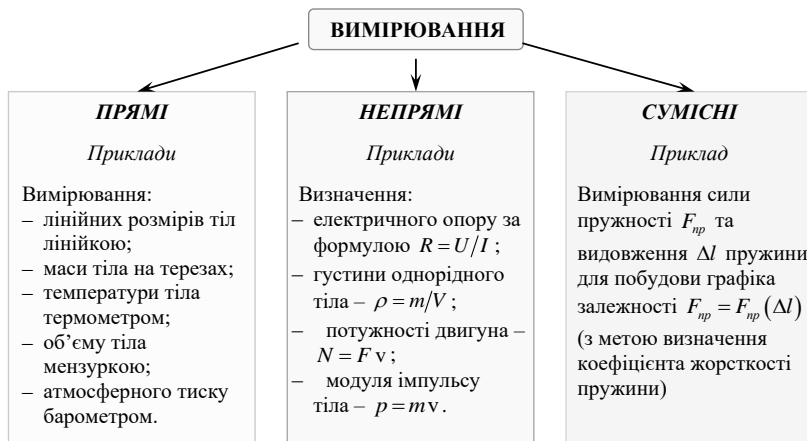 ВИМІРЮВАННЯ
ПРЯМІ
Приклади
Вимірювання:
– лінійних розмірів тіл
лінійкою;
– маси тіла на терезах;
– температури тіла
термометром;
– об’єму тіла
мензуркою;
– атмосферного тиску
барометром.
НЕПРЯМІ
Приклади
Визначення:
– електричного опору за
формулою R = U/I ;
– густини однорідного
тіла – ρ = m/V ;
– потужності двигуна –
N = F v ;
– модуля імпульсу
тіла – p = mv .
СУМІСНІ
Приклад
Вимірювання сили
пружності Fпр та
видовження Δl пружини
для побудови графіка
залежності Fпр = Fпр (Δl)
(з метою визначення
коефіцієнта жорсткості
пружини)